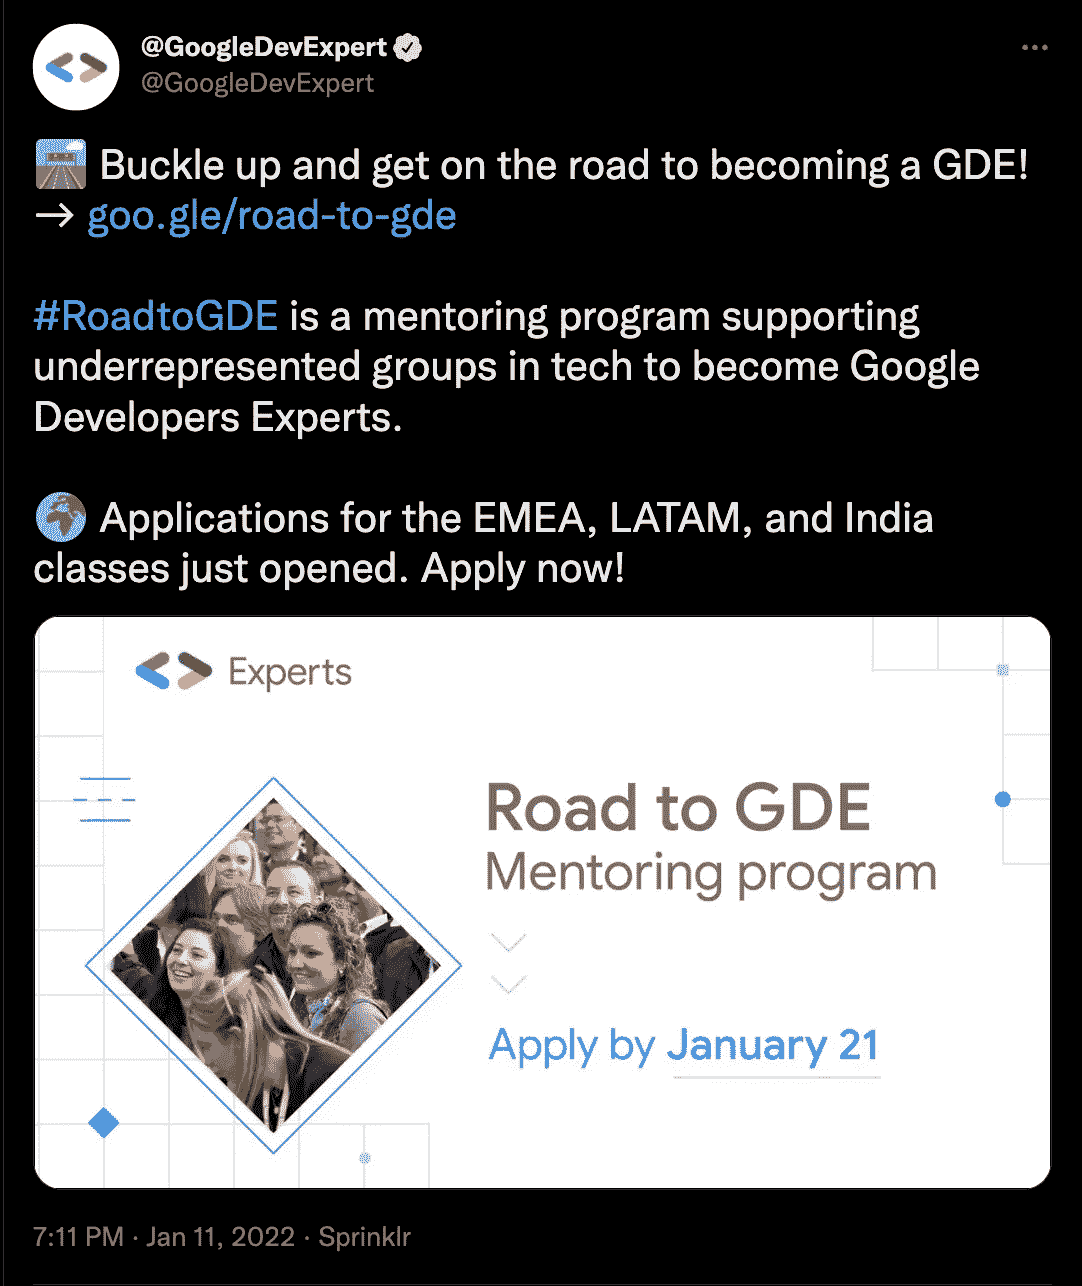 @GoogleDevExpert
@GoogleDevExpert
Buckle up and get on the road to becoming a GDE!
→ goo.gle/road-to-gde
#RoadtoGDE is a mentoring program supporting
underrepresented groups in tech to become Google
Developers Experts.
Applications for the EMEA, LATAM, and India
classes just opened. Apply now!
Experts
Road to GDE
Mentoring program
Apply by January 21
7:11 PM · Jan 11, 2022 · Sprinklr